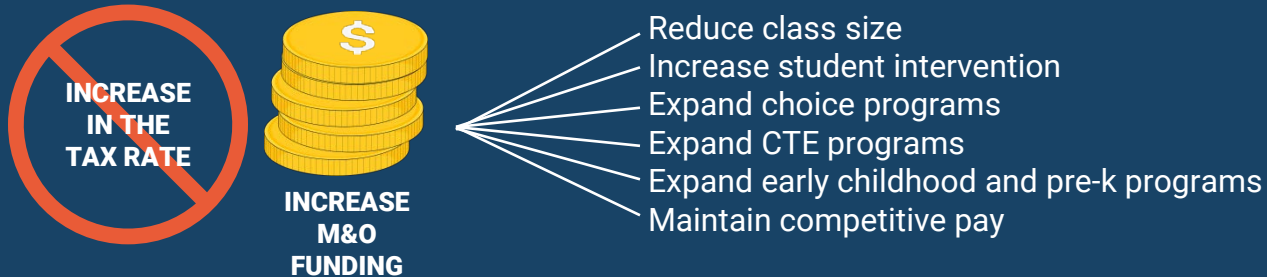 INCREASE
IN THE
TAX RATE
$
INCREASE
M&O
FUNDING
Reduce class size
Increase student intervention
Expand choice programs
Expand CTE programs
Expand early childhood and pre-k programs
Maintain competitive pay